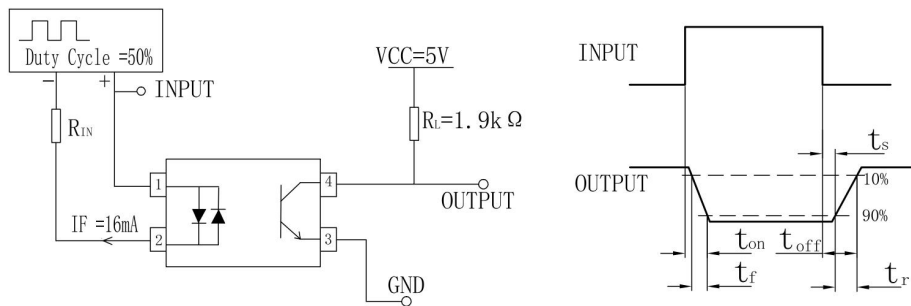 Duty Cycle =50%
− +
INPUT
RIN
VCC=5V
RL=1.9kΩ
1
4
OUTPUT
IF =16mA
2
3
GND
INPUT
ts
OUTPUT
10%
90%
ton
toff
tf
tr